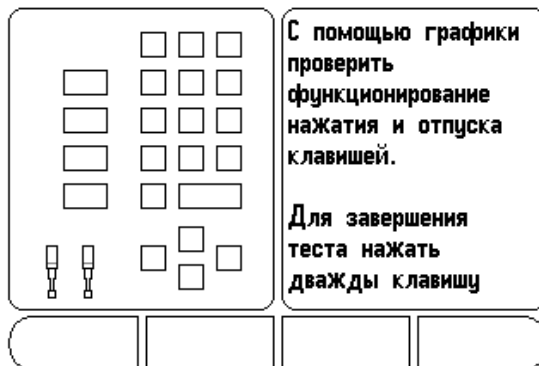 С помощью графики
проверить
функционирование
нажатия и отпуска
клавишей.
Для завершения
теста нажать
дважды клавишу